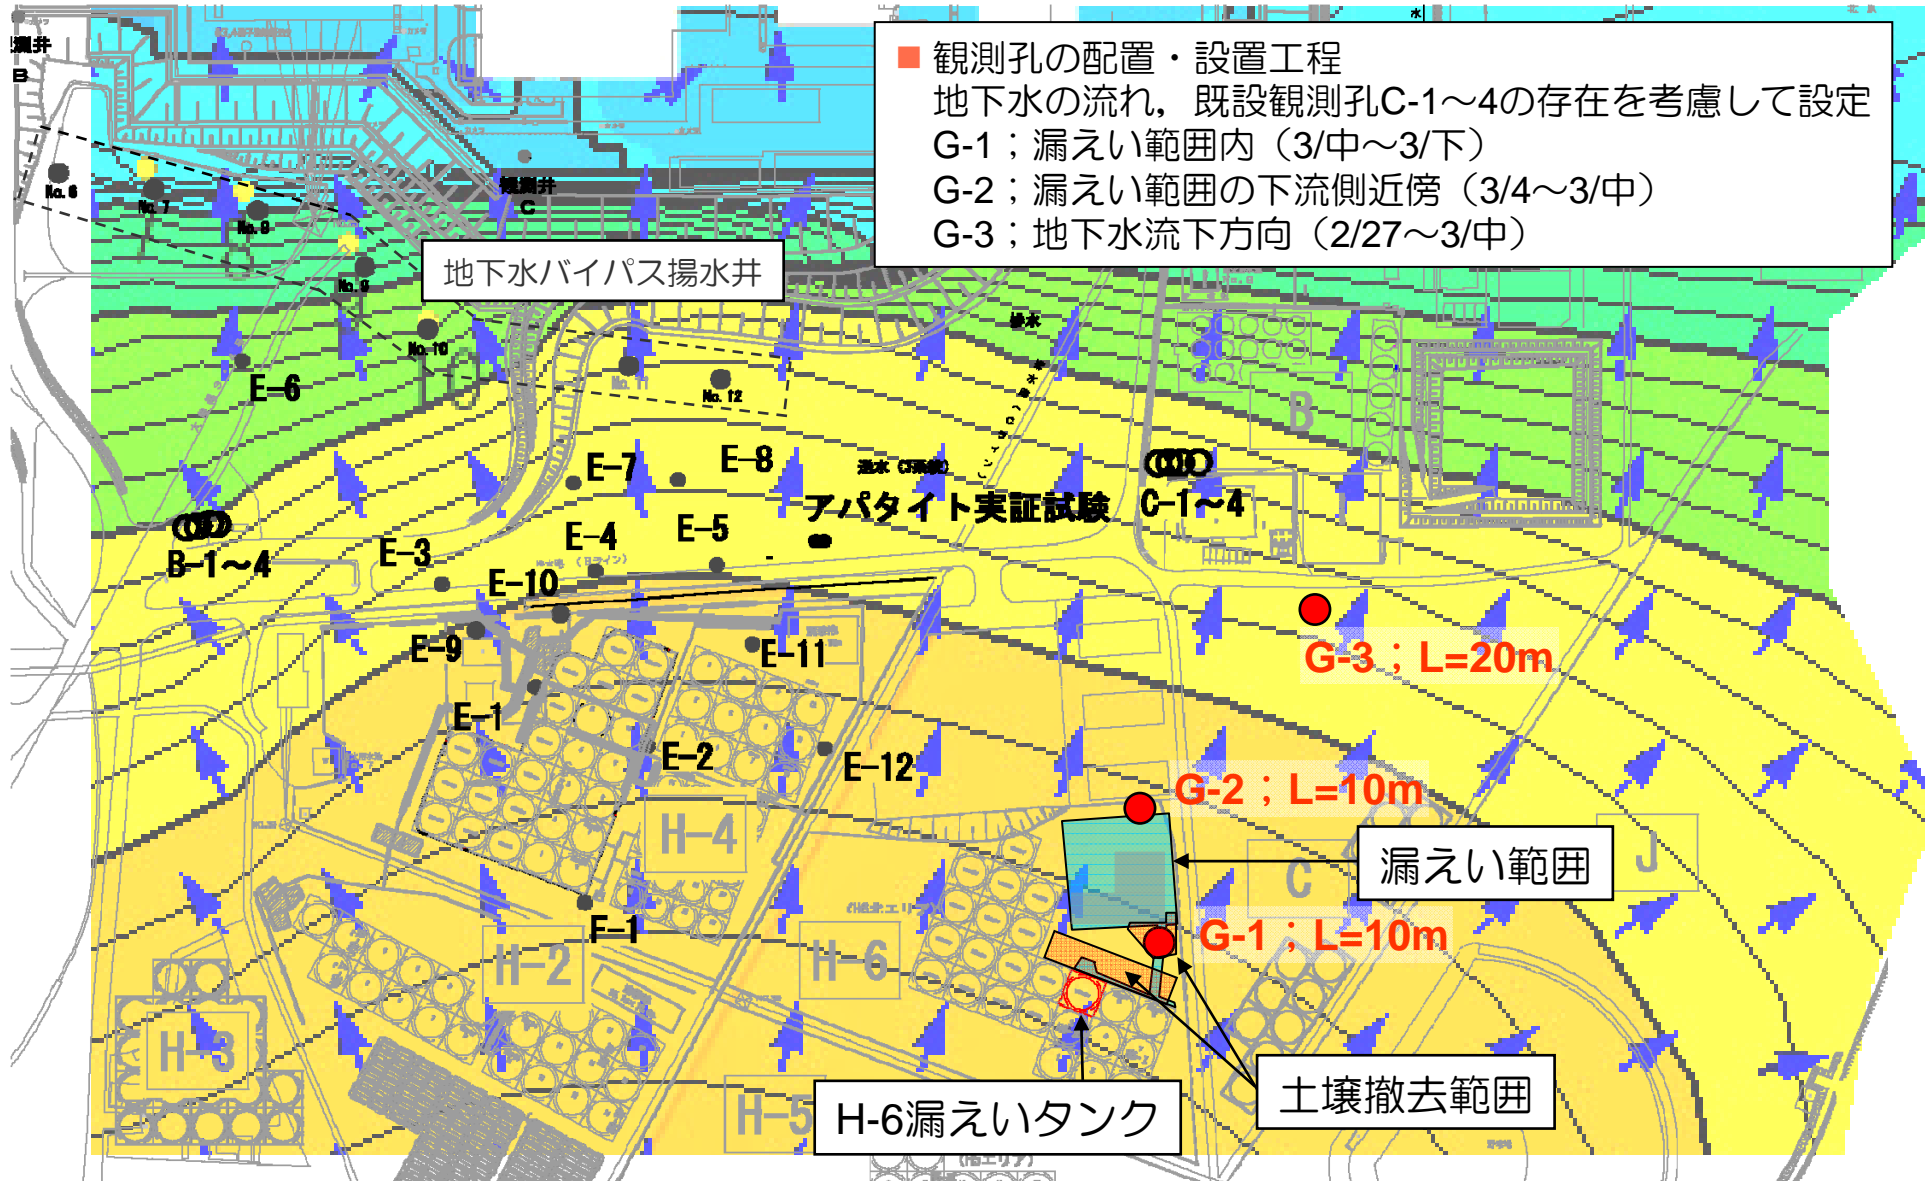 観測孔の配置・設置工程
地下水の流れ，既設観測孔C-1～4の存在を考慮して設定
G-1；漏えい範囲内（3/中～3/下）
G-2；漏えい範囲の下流側近傍（3/4～3/中）
G-3；地下水流下方向（2/27～3/中）
観測井
B
No.6
No.7
No.8
No.9
No.10
No.11
No.12
観測井
C
地下水バイパス揚水井
E-6
E-7
E-8
アパタイト実証試験
C-1～4
B
B-1～4
E-3
E-4
E-5
E-10
E-9
E-11
G-3；L=20m
E-1
E-2
E-12
G-2；L=10m
H-4
漏えい範囲
C
J
F-1
H-2
H-6
G-1；L=10m
H-3
H-5
H-6漏えいタンク
土壌撤去範囲